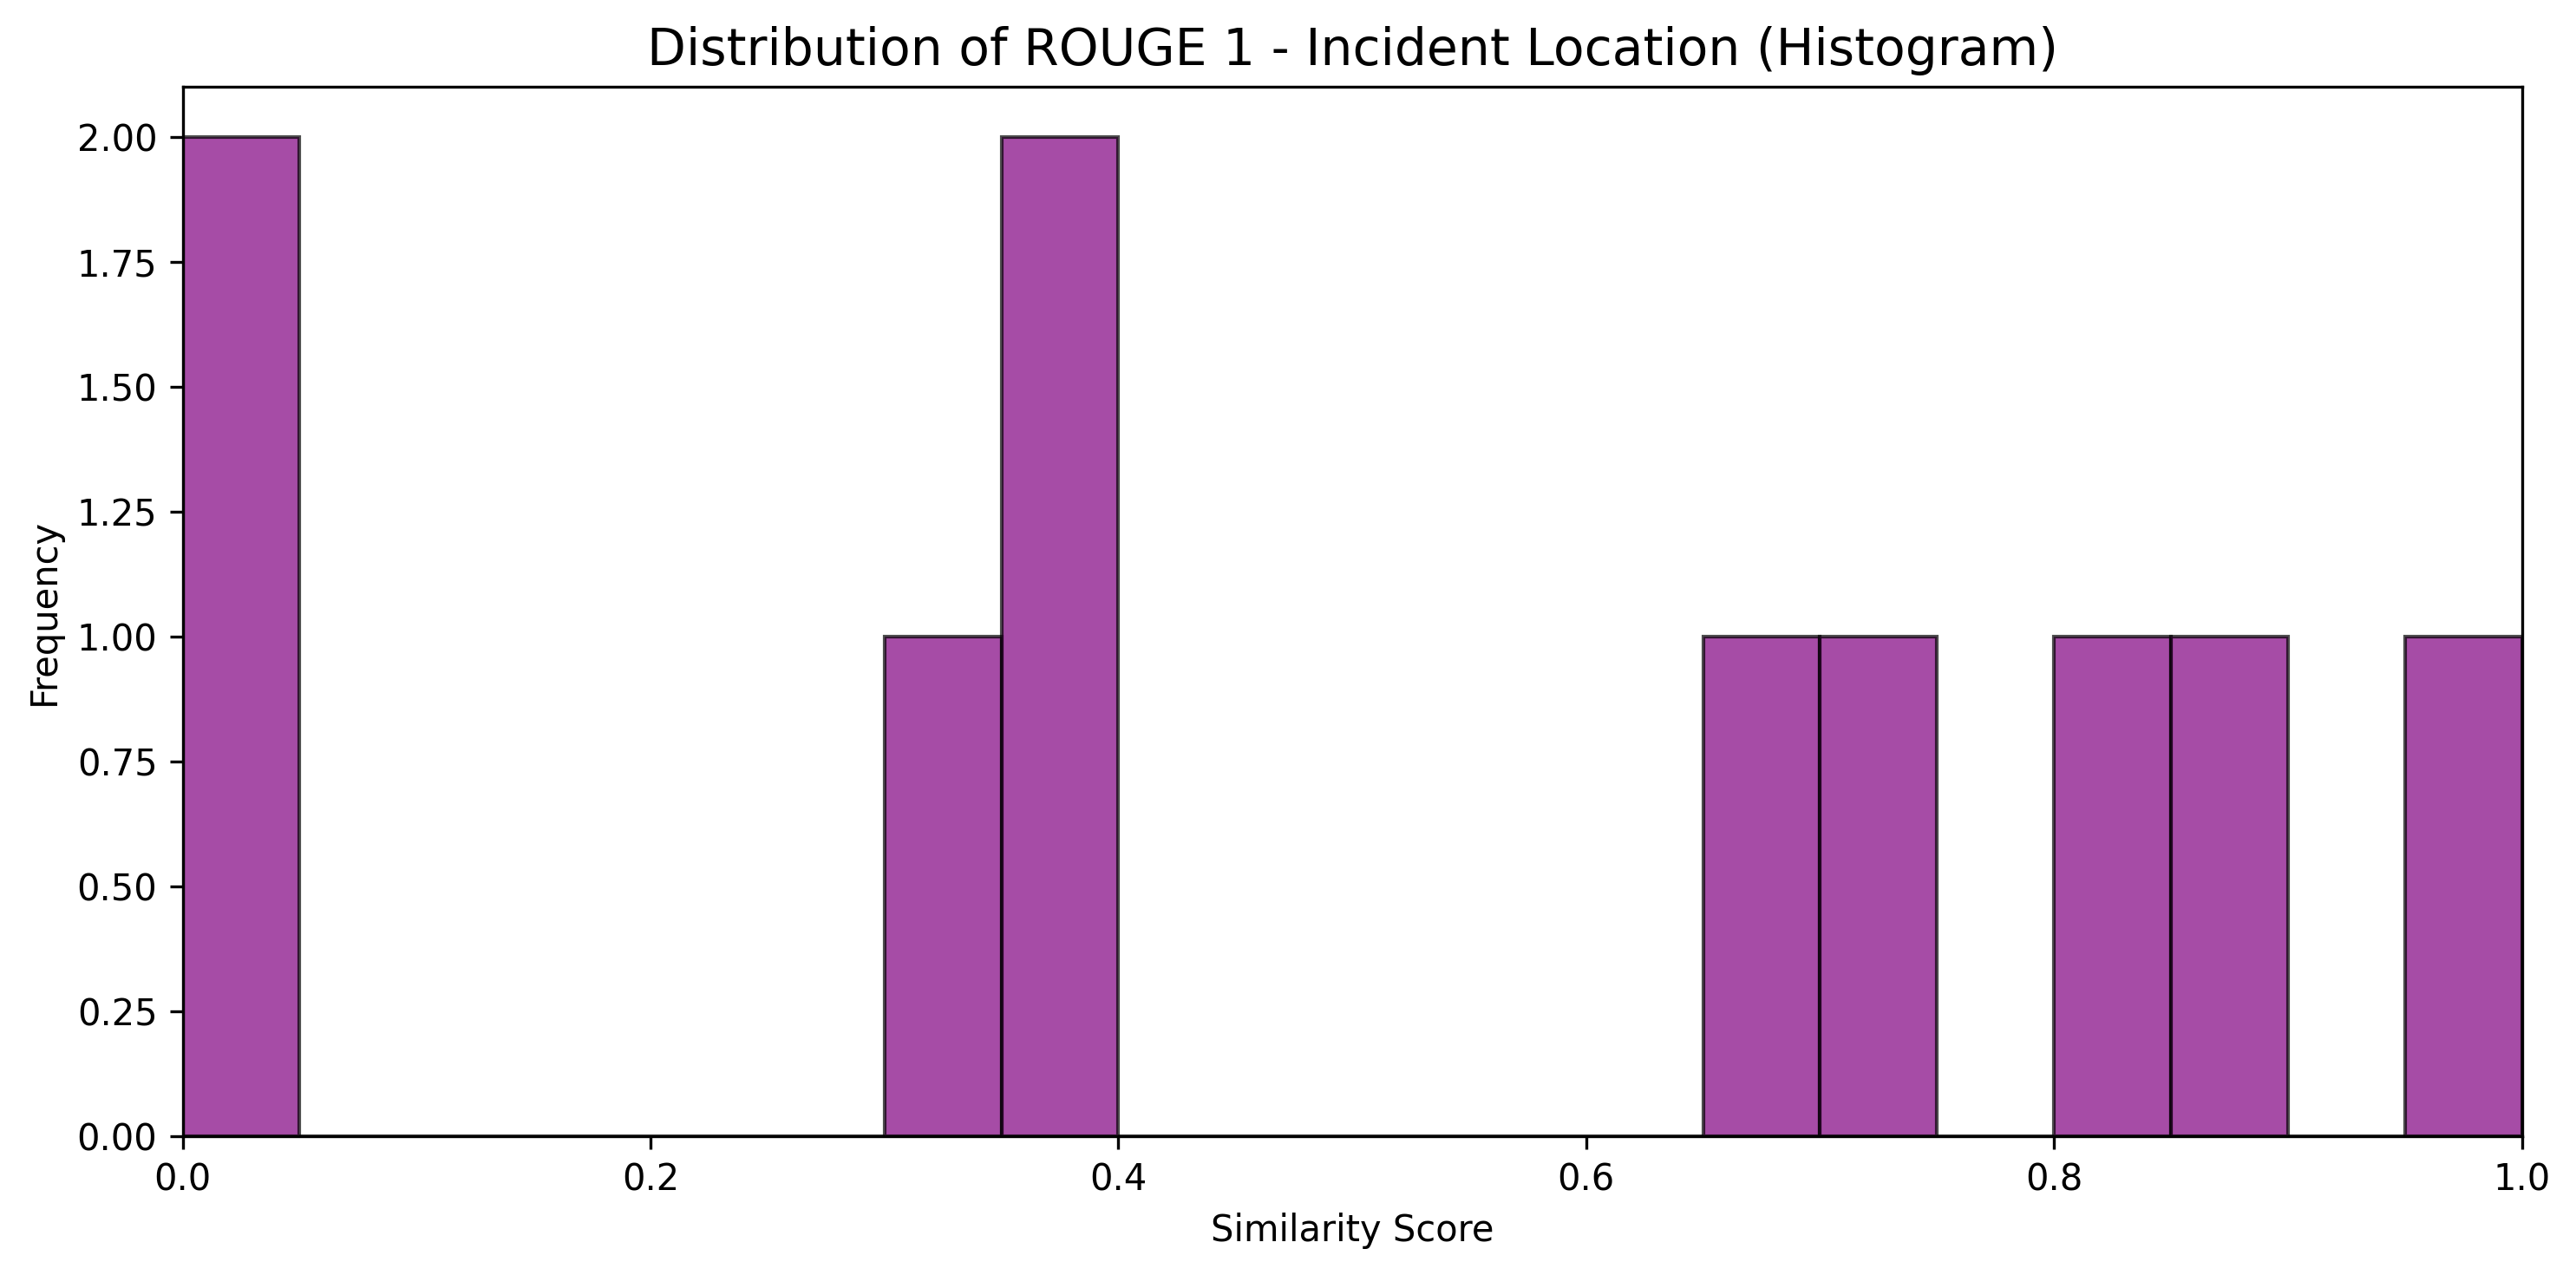 Distribution of ROUGE 1 - Incident Location (Histogram)
Frequency
2.00
1.75
1.50
1.25
1.00
0.75
0.50
0.25
0.00
0.0 0.2 0.4 0.6 0.8 1.0
Similarity Score